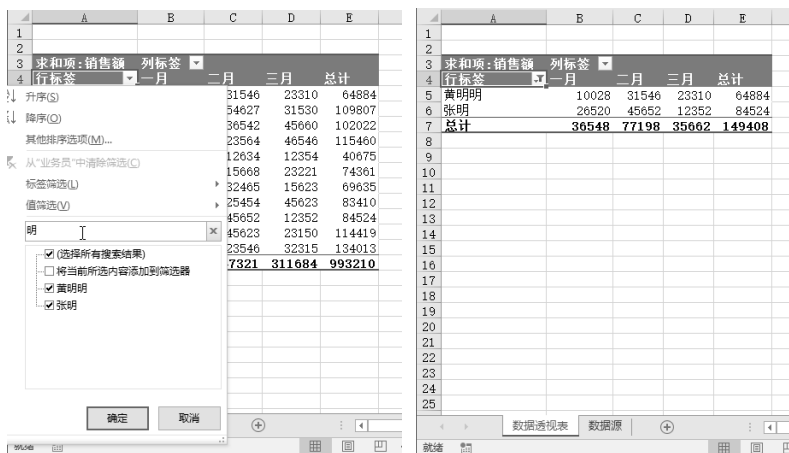 A B C D E
1
2
3 求和项:销售额 列标签
4 行标签 一月 二月 三月 总计
升序(S)
降序(O)
其他排序选项(M)...
从"业务员"中清除筛选(C)
标签筛选(L)
值筛选(V)
明
(选择所有搜索结果)
将当前所选内容添加到筛选器
黄明明
张明
确定 取消
31546 23310 64884
54627 31530 109807
36542 45660 102022
23564 46546 115460
12634 12354 40675
15668 23221 74361
32465 15623 69635
25454 45623 83410
45652 12352 84524
45623 23150 114419
23546 32315 134013
7321 311684 993210
就绪
A B C D E
1
2
3 求和项:销售额 列标签
4 行标签 一月 二月 三月 总计
5 黄明明 10028 31546 23310 64884
6 张明 26520 45652 12352 84524
7 总计 36548 77198 35662 149408
8
9
10
11
12
13
14
15
16
17
18
19
20
21
22
23
24
25
数据透视表 数据源
就绪